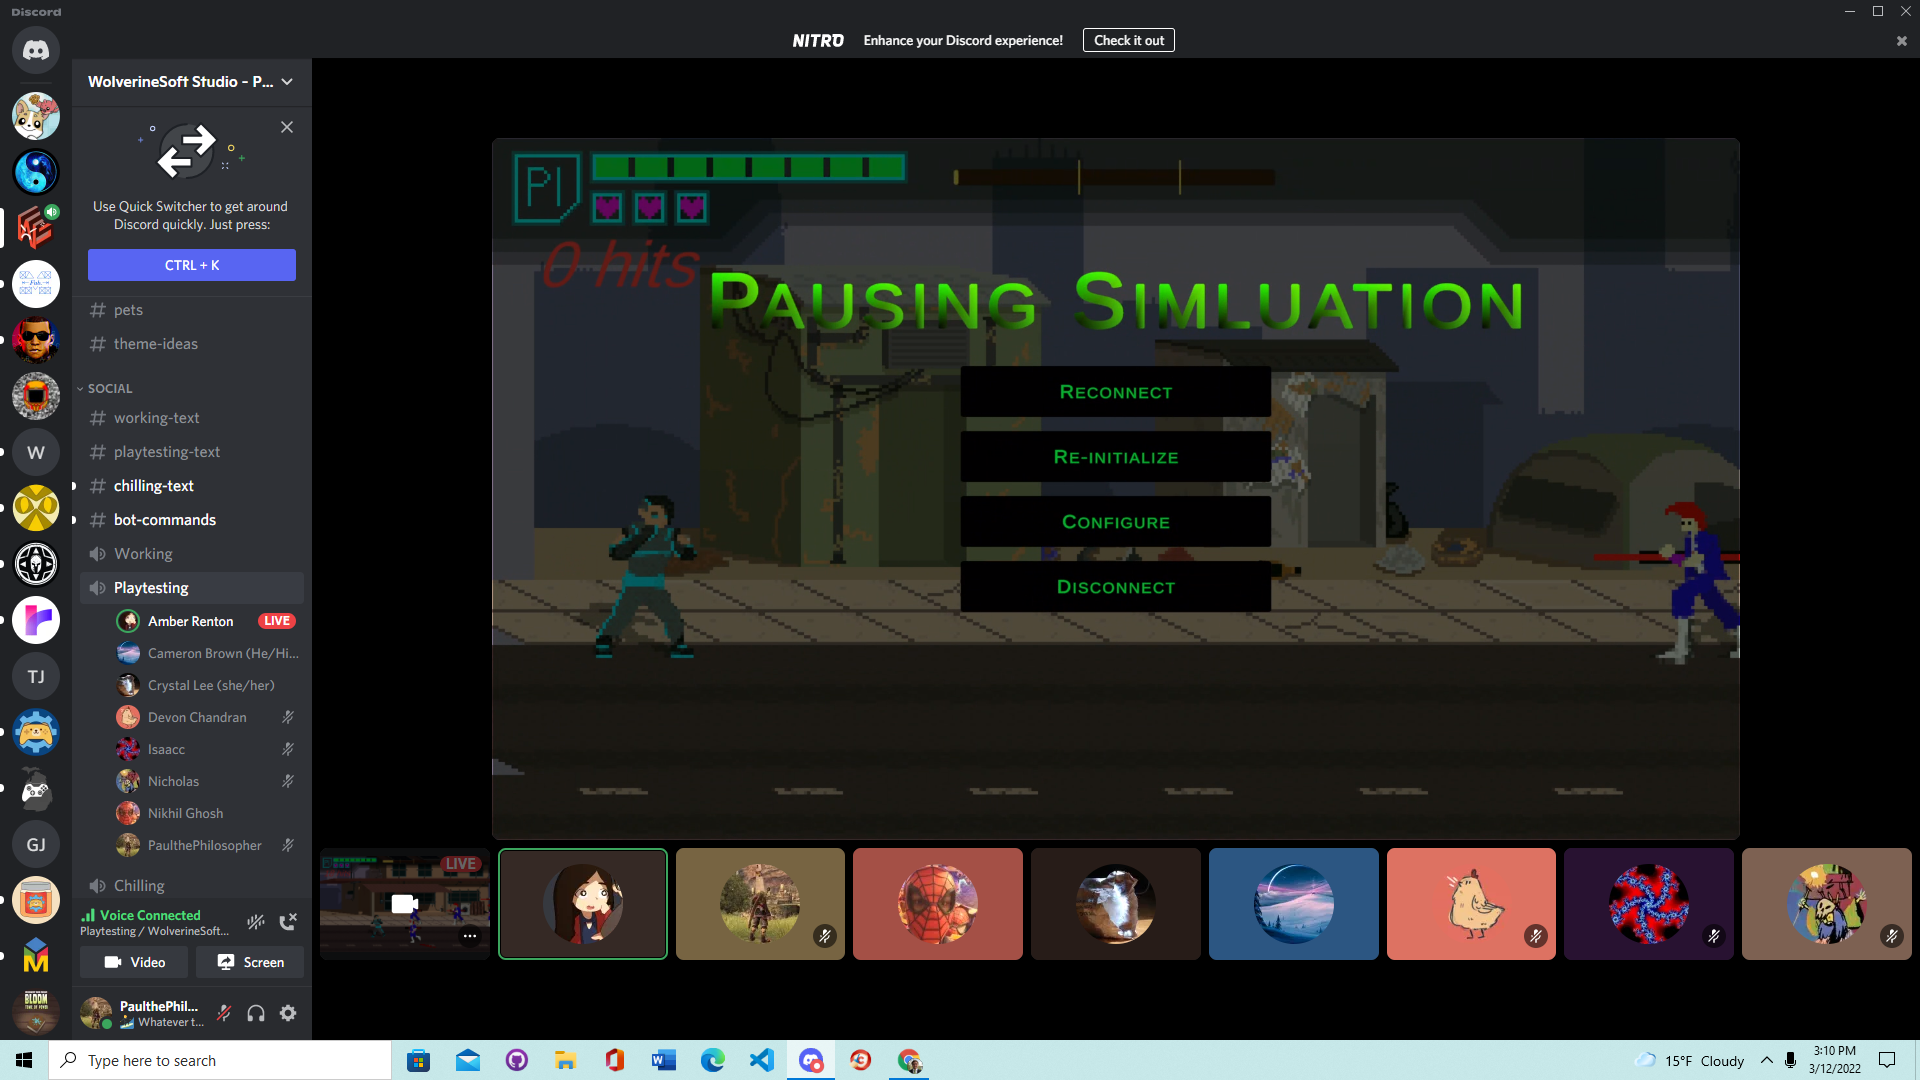 Discord
NITRO Enhance your Discord experience! Check it out
WolverineSoft Studio - P...
Use Quick Switcher to get around
Discord quickly. Just press:
CTRL + K
pets
theme-ideas
SOCIAL
working-text
playtesting-text
chilling-text
bot-commands
Working
Playtesting
Amber Renton LIVE
Cameron Brown (He/Hi...
Crystal Lee (she/her)
Devon Chandran
Isaacc
Nicholas
Nikhil Ghosh
PaulthePhilosopher
Chilling
Voice Connected
Playtesting / WolverineSoft...
Video Screen
PaulthePhil...
Whatever t...
W
TJ
GJ
BLOOM
P1
0 hits
PAUSING SIMLUATION
RECONNECT
RE-INITIALIZE
CONFIGURE
DISCONNECT
LIVE
Type here to search
15°F Cloudy
3:10 PM
3/12/2022